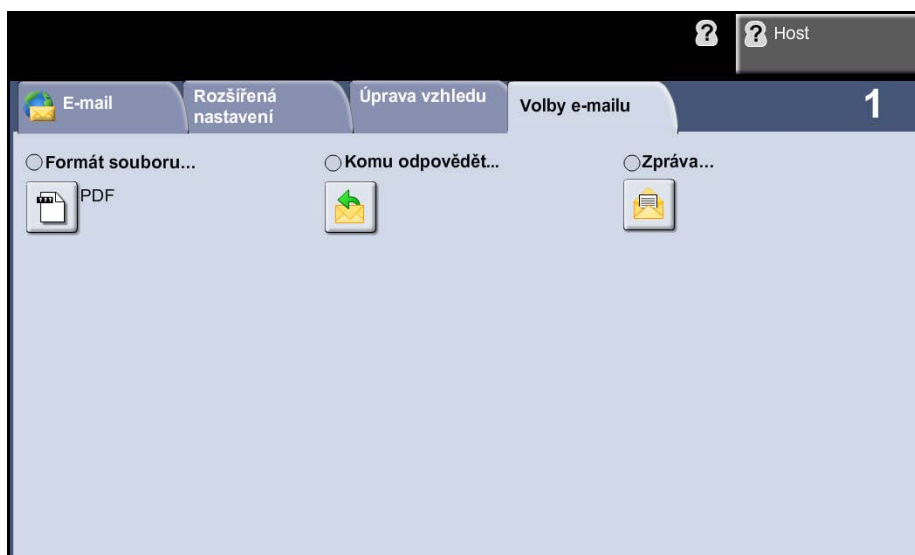 Host
E-mail
Rozšířená
nastavení
Úprava vzhledu
Volby e-mailu
1
Formát souboru...
Komu odpovědět...
Zpráva...
PDF